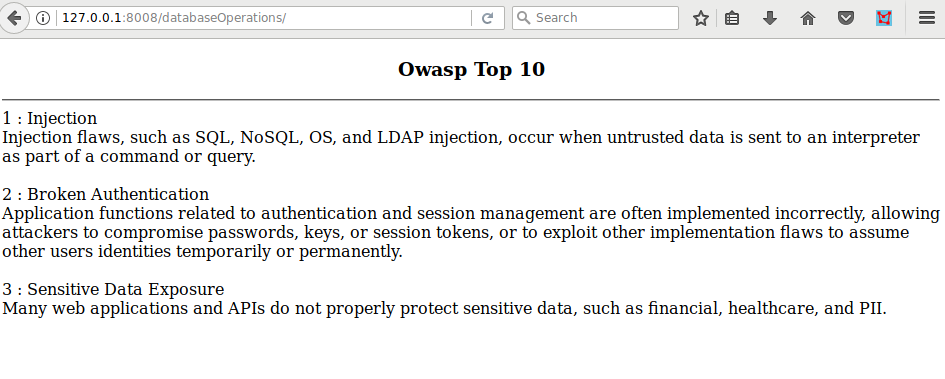 127.0.0.1:8008/databaseOperations/
Search
Owasp Top 10
1 : Injection
Injection flaws, such as SQL, NoSQL, OS, and LDAP injection, occur when untrusted data is sent to an interpreter
as part of a command or query.
2 : Broken Authentication
Application functions related to authentication and session management are often implemented incorrectly, allowing
attackers to compromise passwords, keys, or session tokens, or to exploit other implementation flaws to assume
other users identities temporarily or permanently.
3 : Sensitive Data Exposure
Many web applications and APIs do not properly protect sensitive data, such as financial, healthcare, and PII.